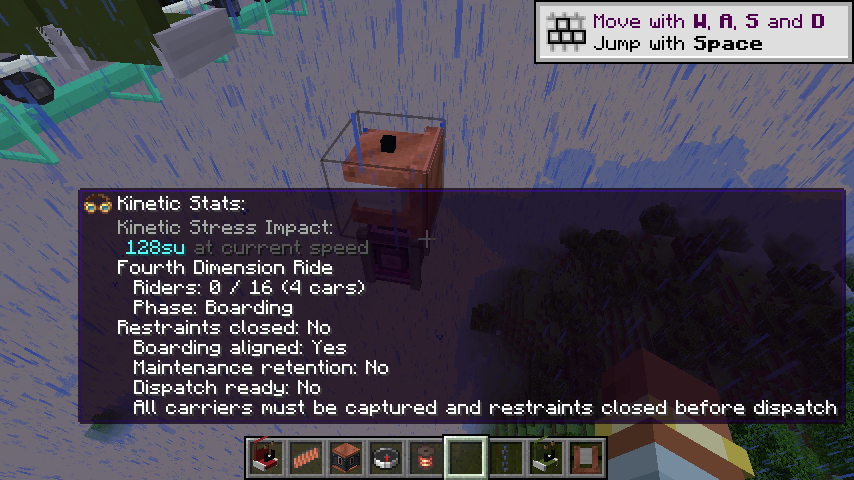 Move with W, A, S and D
Jump with Space
Kinetic Stats:
Kinetic Stress Impact:
128su at current speed
Fourth Dimension Ride
Riders: 0 / 16 (4 cars)
Phase: Boarding
Restraints closed: No
Boarding aligned: Yes
Maintenance retention: No
Dispatch ready: No
All carriers must be captured and restraints closed before dispatch